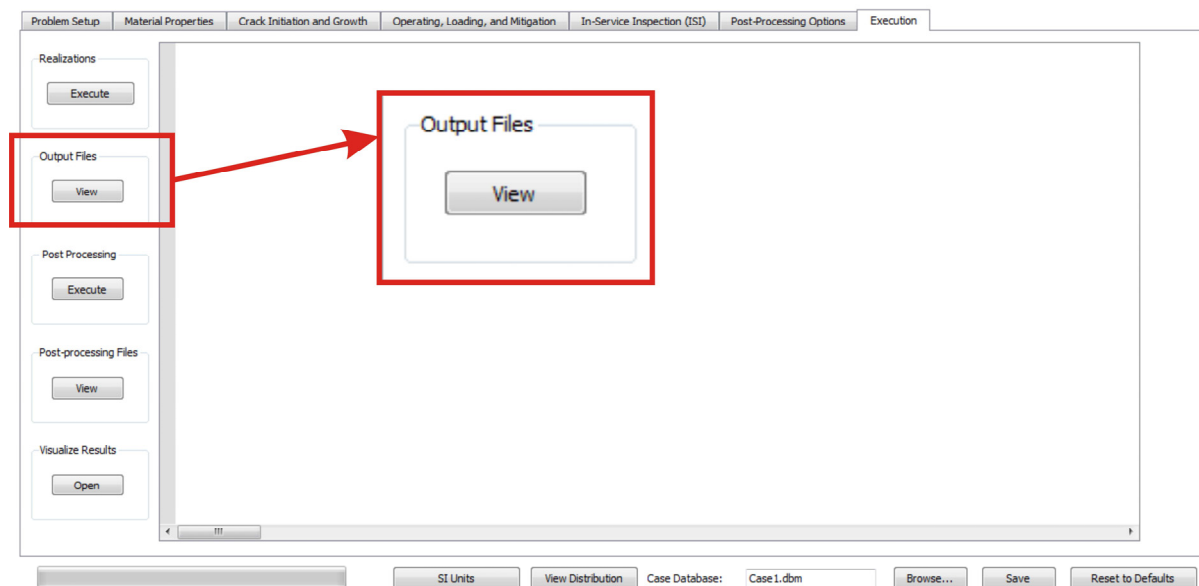 Problem Setup
Material Properties
Crack Initiation and Growth
Operating, Loading, and Mitigation
In-Service Inspection (ISI)
Post-Processing Options
Execution
Realizations
Execute
Output Files
View
Output Files
View
Post Processing
Execute
Post-processing Files
View
Visualize Results
Open
SI Units
View Distribution
Case Database:
Case1.dbm
Browse...
Save
Reset to Defaults